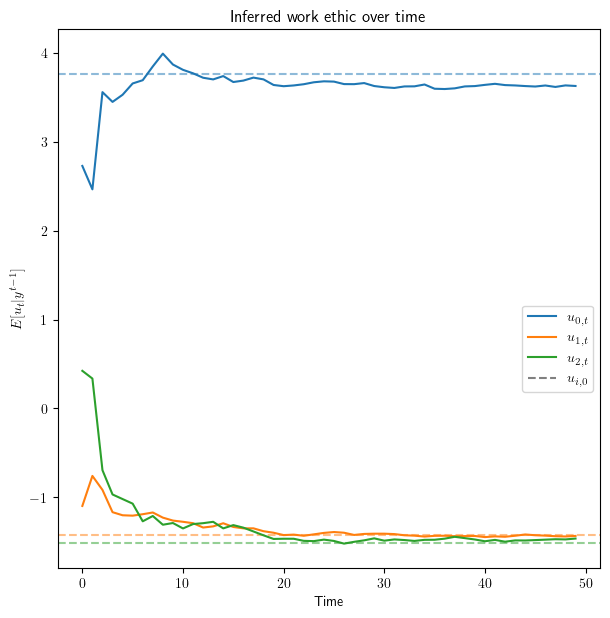 Inferred work ethic over time
E[u_t|y^{t−1}]
4
3
2
1
0
−1
0
10
20
30
40
50
Time
u_{0,t}
u_{1,t}
u_{2,t}
u_{i,0}